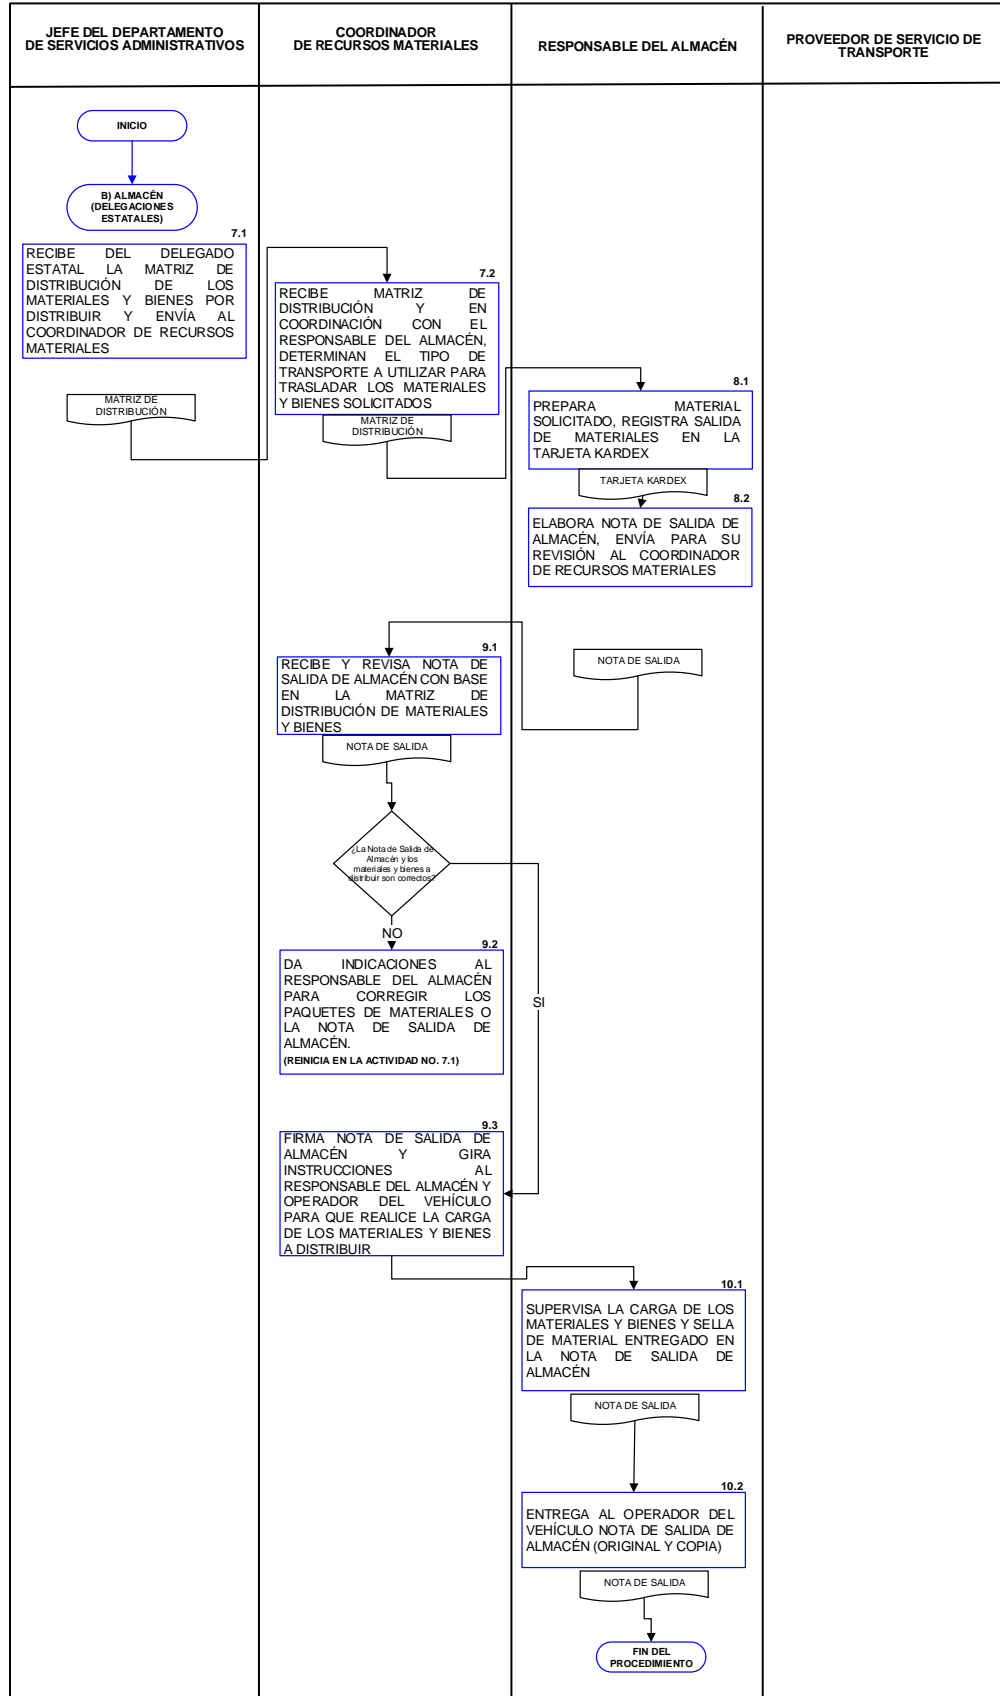 JEFE DEL DEPARTAMENTO
DE SERVICIOS ADMINISTRATIVOS
COORDINADOR
DE RECURSOS MATERIALES
RESPONSABLE DEL ALMACÉN
PROVEEDOR DE SERVICIO DE
TRANSPORTE
INICIO
B) ALMACÉN
(DELEGACIONES
ESTATALES)
7.1
RECIBE DEL DELEGADO
ESTATAL LA MATRIZ DE
DISTRIBUCIÓN DE LOS
MATERIALES Y BIENES POR
DISTRIBUIR Y ENVÍA AL
COORDINADOR DE RECURSOS
MATERIALES
MATRIZ DE
DISTRIBUCIÓN
7.2
RECIBE MATRIZ DE
DISTRIBUCIÓN Y EN
COORDINACIÓN CON EL
RESPONSABLE DEL ALMACÉN,
DETERMINAN EL TIPO DE
TRANSPORTE A UTILIZAR PARA
TRASLADAR LOS MATERIALES
Y BIENES SOLICITADOS
MATRIZ DE
DISTRIBUCIÓN
8.1
PREPARA MATERIAL
SOLICITADO, REGISTRA SALIDA
DE MATERIALES EN LA
TARJETA KARDEX
TARJETA KARDEX
8.2
ELABORA NOTA DE SALIDA DE
ALMACÉN, ENVÍA PARA SU
REVISIÓN AL COORDINADOR
DE RECURSOS MATERIALES
NOTA DE SALIDA
9.1
RECIBE Y REVISA NOTA DE
SALIDA DE ALMACÉN CON BASE
EN LA MATRIZ DE
DISTRIBUCIÓN DE MATERIALES
Y BIENES
NOTA DE SALIDA
¿La Nota de Salida de
Almacén y los
materiales y bienes a
distribuir son correctos?
NO
SI
9.2
DA INDICACIONES AL
RESPONSABLE DEL ALMACÉN
PARA CORREGIR LOS
PAQUETES DE MATERIALES O
LA NOTA DE SALIDA DE
ALMACÉN.
(REINICIA EN LA ACTIVIDAD NO. 7.1)
9.3
FIRMA NOTA DE SALIDA DE
ALMACÉN Y GIRA
INSTRUCCIONES AL
RESPONSABLE DEL ALMACÉN Y
OPERADOR DEL VEHÍCULO
PARA QUE REALICE LA CARGA
DE LOS MATERIALES Y BIENES
A DISTRIBUIR
10.1
SUPERVISA LA CARGA DE LOS
MATERIALES Y BIENES Y SELLA
DE MATERIAL ENTREGADO EN
LA NOTA DE SALIDA DE
ALMACÉN
NOTA DE SALIDA
10.2
ENTREGA AL OPERADOR DEL
VEHÍCULO NOTA DE SALIDA DE
ALMACÉN (ORIGINAL Y COPIA)
NOTA DE SALIDA
FIN DEL
PROCEDIMIENTO